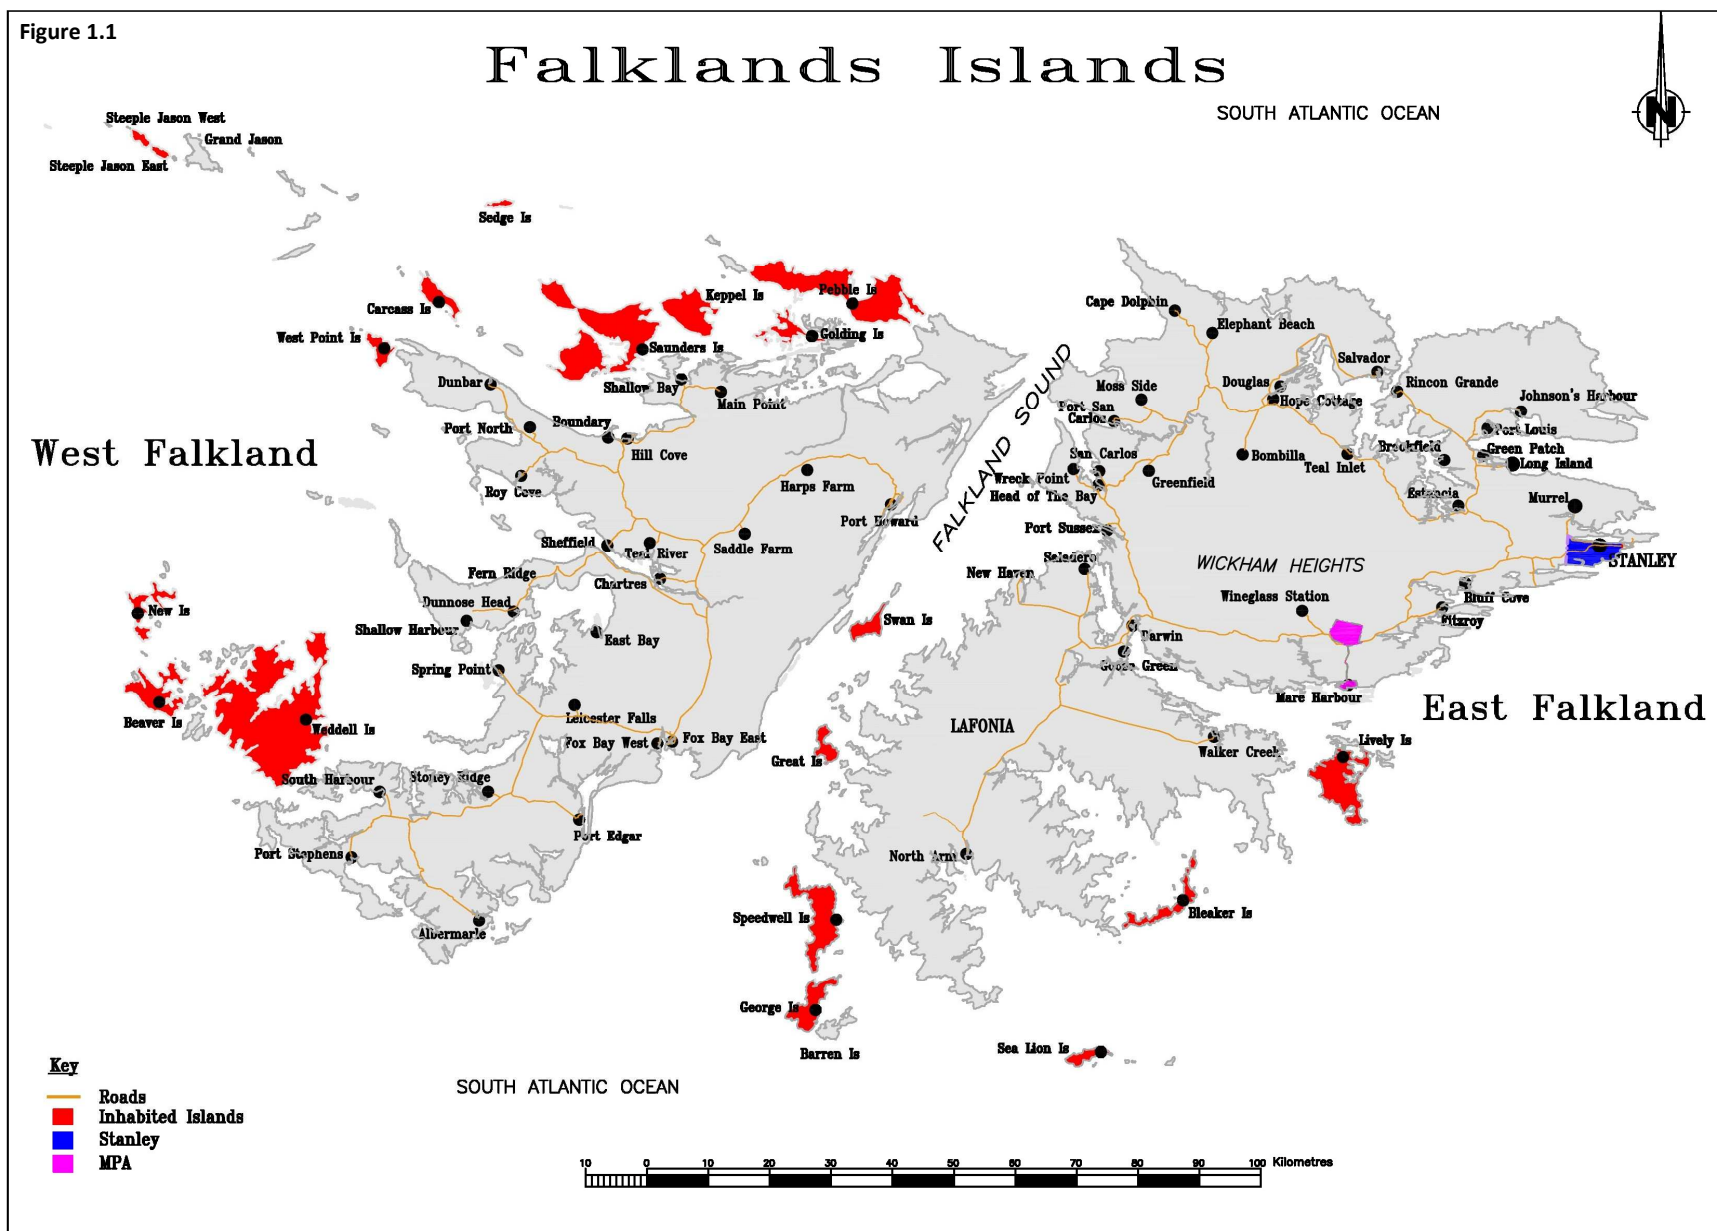 Figure 1.1
Falklands Islands
SOUTH ATLANTIC OCEAN
N
Steeple Jason West
Grand Jason
Steeple Jason East
Sedge Is
Carcass Is
Keppel Is
Pebble Is
West Point Is
Saunders Is
Golding Is
Cape Dolphin
Elephant Beach
Dunbar
Shallow Bay
Main Point
Port North
Boundary
Hill Cove
Roy Cove
Harps Farm
Port Howard
Saddle Farm
Sheffield
Teal River
Chartres
Fern Ridge
Dunnose Head
Shallow Harbour
East Bay
Spring Point
Leicester Falls
Fox Bay West
Fox Bay East
West Falkland
FALKLAND SOUND
Moss Side
Port San
Carlos
Douglas
Hope Cottage
Salvador
Rincon Grande
Johnson's Harbour
Port Louis
Green Patch
Long Island
Brookfield
Teal Inlet
Bombilla
Greenfield
San Carlos
Wreck Point
Head of The Bay
Port Sussex
Estancia
Murrel
STANLEY
WICKHAM HEIGHTS
Saladero
New Haven
Wineglass Station
Bluff Cove
Fitzroy
Darwin
Goose Green
Mare Harbour
East Falkland
New Is
Beaver Is
Weddell Is
South Harbour
Stoney Ridge
Port Edgar
Port Stephens
Albermarle
Swan Is
Great Is
LAFONIA
Walker Creek
Lively Is
North Arm
Speedwell Is
Bleaker Is
George Is
Barren Is
Sea Lion Is
SOUTH ATLANTIC OCEAN
Key
Roads
Inhabited Islands
Stanley
MPA
10 0 10 20 30 40 50 60 70 80 90 100 Kilometres